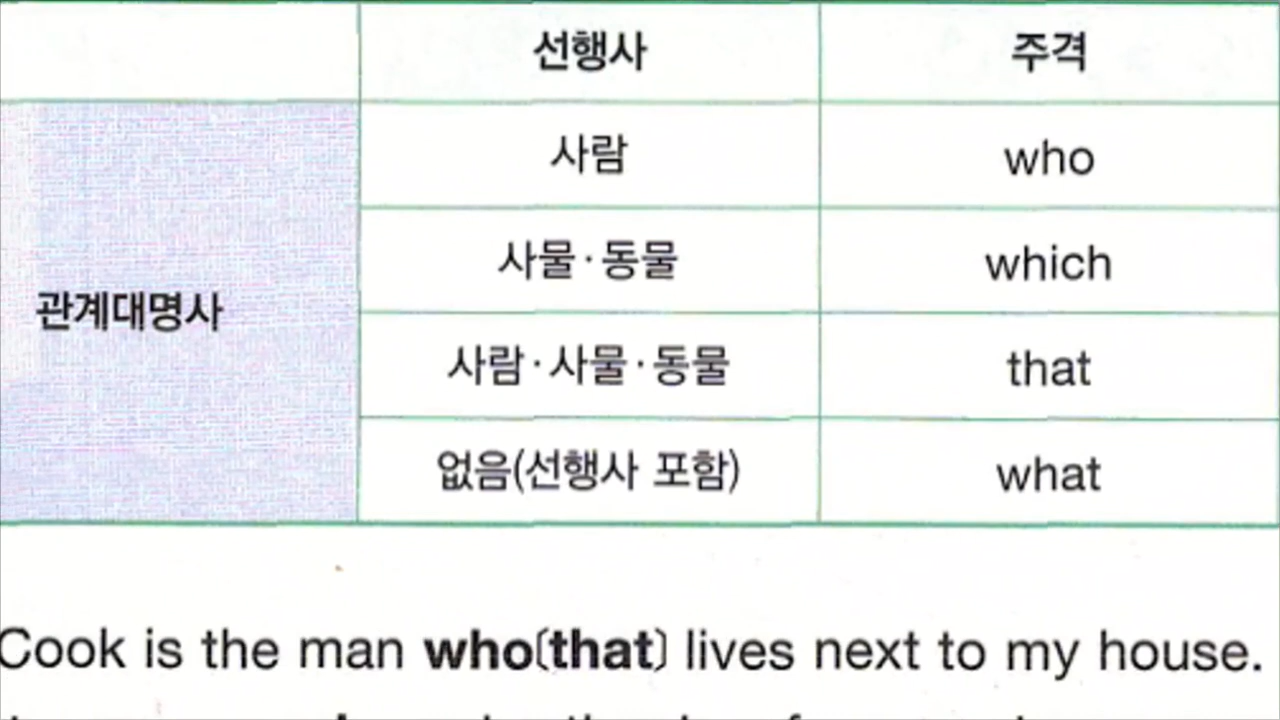 선행사 주격
사람 who
사물·동물 which
관계대명사
사람·사물·동물 that
없음(선행사 포함) what
Cook is the man who(that) lives next to my house.